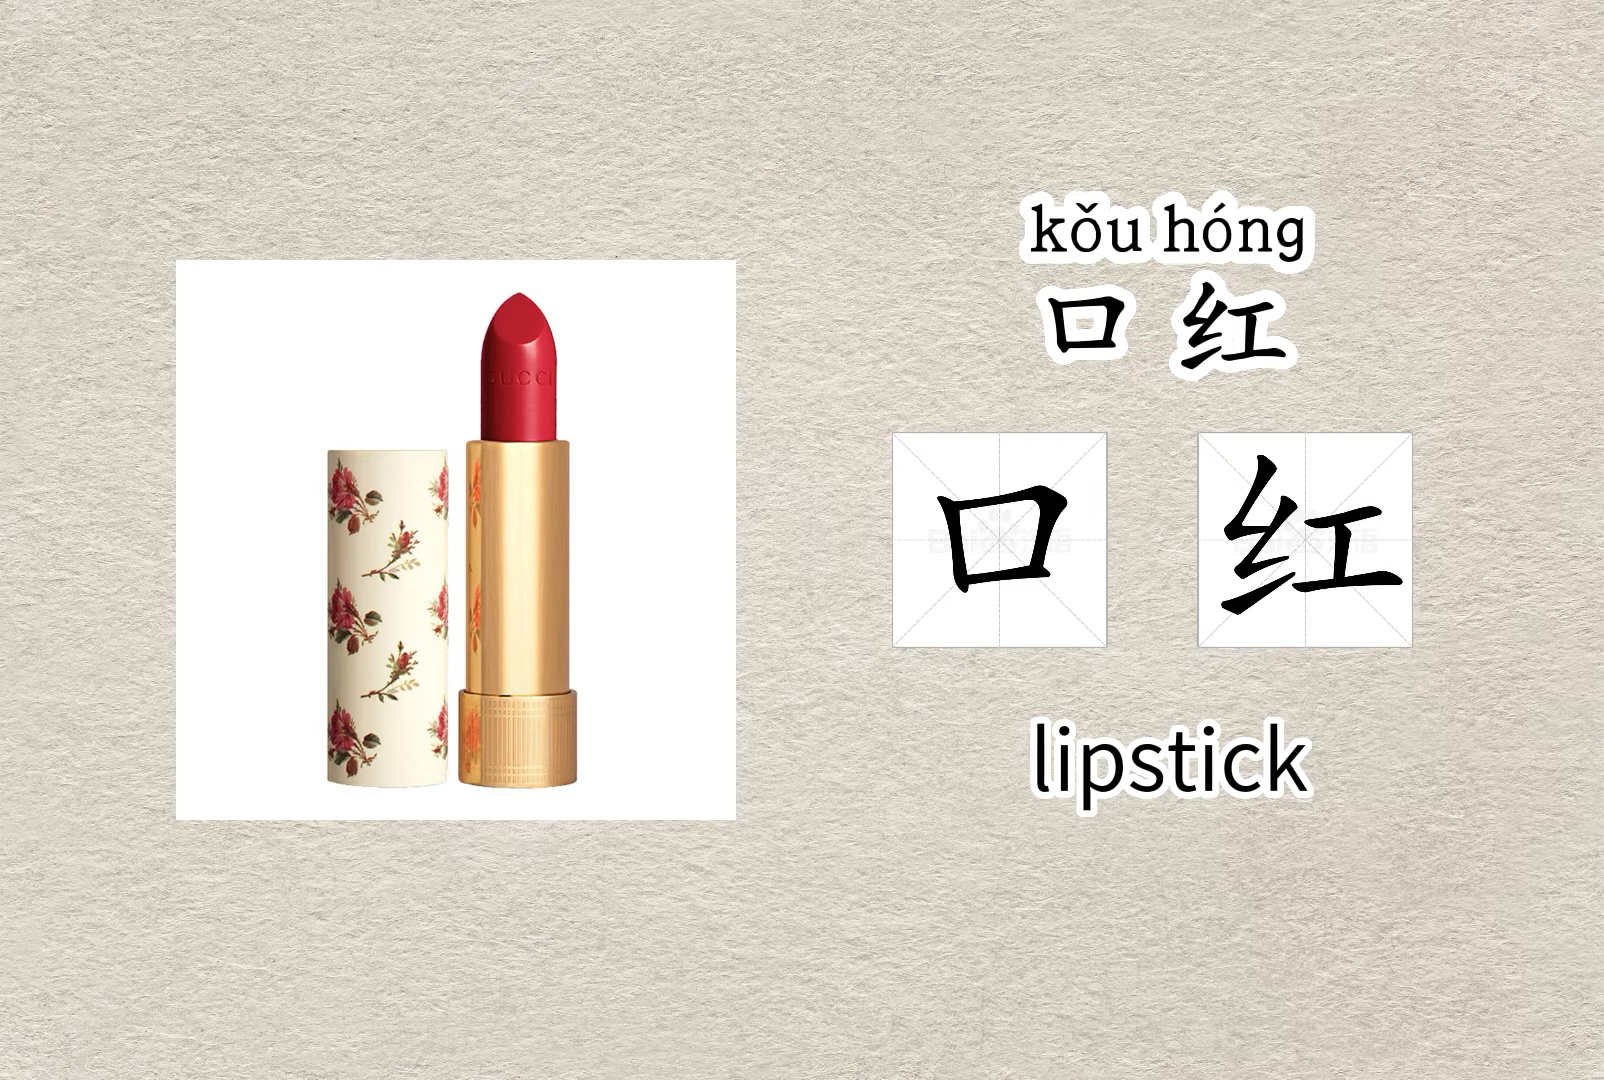 GUCCI
kǒu hóng
口 红
口 红
lipstick